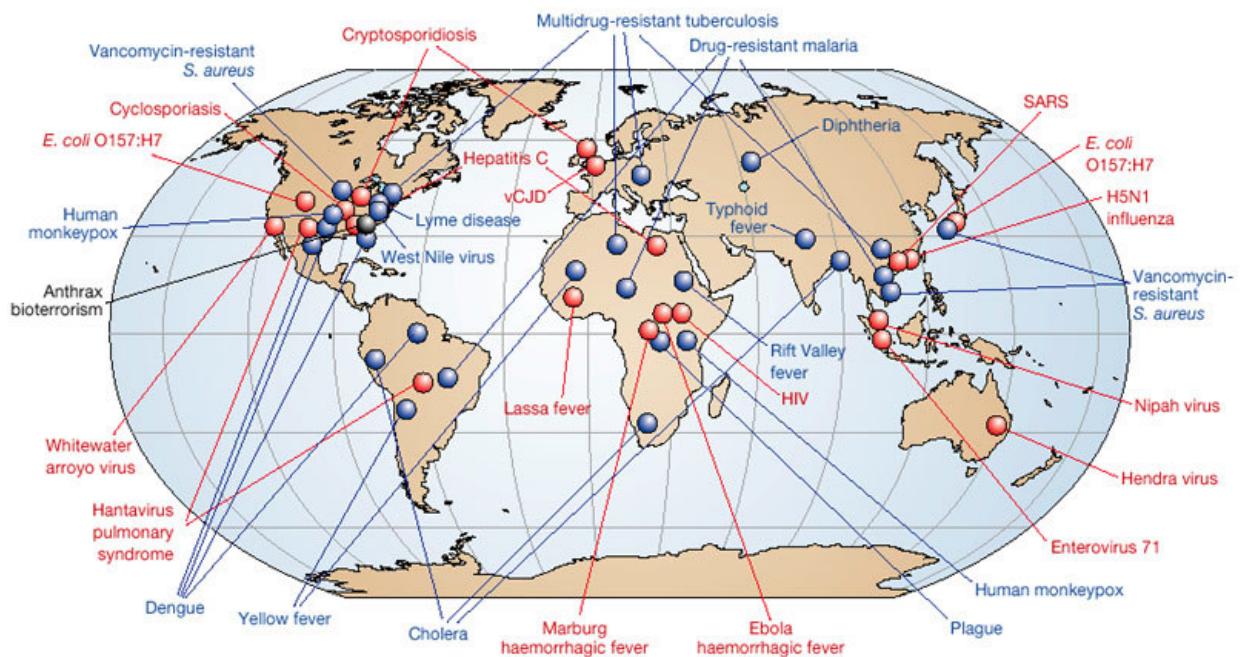 Multidrug-resistant tuberculosis
Cryptosporidiosis
Drug-resistant malaria
Vancomycin-resistant
S. aureus
SARS
Cyclosporiasis
Diphtheria
E. coli
O157:H7
E. coli O157:H7
Hepatitis C
vCJD
H5N1
influenza
Human
monkeypox
Lyme disease
Typhoid
fever
West Nile virus
Anthrax
bioterrorism
Vancomycin-
resistant
S. aureus
Rift Valley
fever
HIV
Lassa fever
Nipah virus
Whitewater
arroyo virus
Hendra virus
Hantavirus
pulmonary
syndrome
Enterovirus 71
Human monkeypox
Dengue
Yellow fever
Cholera
Marburg
haemorrhagic fever
Ebola
haemorrhagic fever
Plague